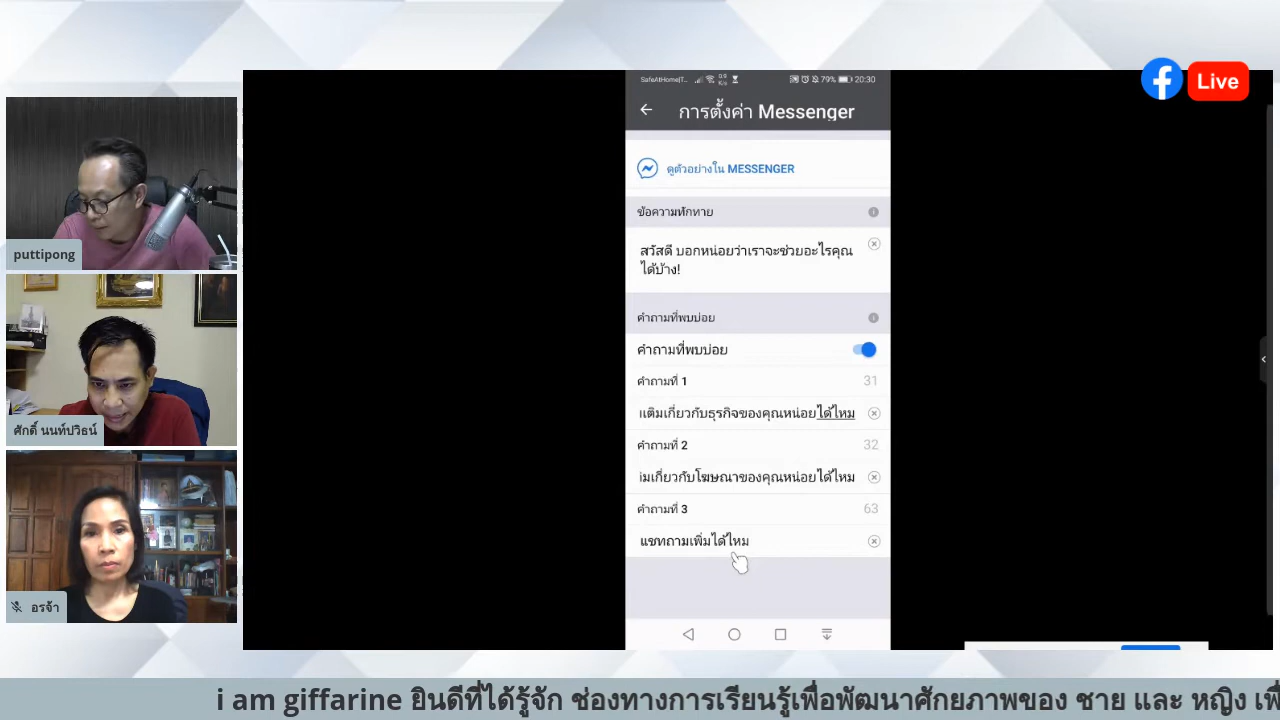 Live
SafeAtHome|T..
0.9
K/s
79%
20:30
การตั้งค่า Messenger
ดูตัวอย่างใน MESSENGER
ข้อความทักทาย
สวัสดี บอกหน่อยว่าเราจะช่วยอะไรคุณ
ได้บ้าง!
คำถามที่พบบ่อย
คำถามที่พบบ่อย
คำถามที่ 1
31
แติมเกี่ยวกับธุรกิจของคุณหน่อยได้ไหม
คำถามที่ 2
32
มเกี่ยวกับโฆษณาของคุณหน่อยได้ไหม
คำถามที่ 3
63
แชทถามเพิ่มได้ไหม
puttipong
ศักดิ์ นนท์ปวิธน์
อรจ้า
i am giffarine ยินดีที่ได้รู้จัก ช่องทางการเรียนรู้เพื่อพัฒนาศักยภาพของ ชาย และ หญิง เพื่